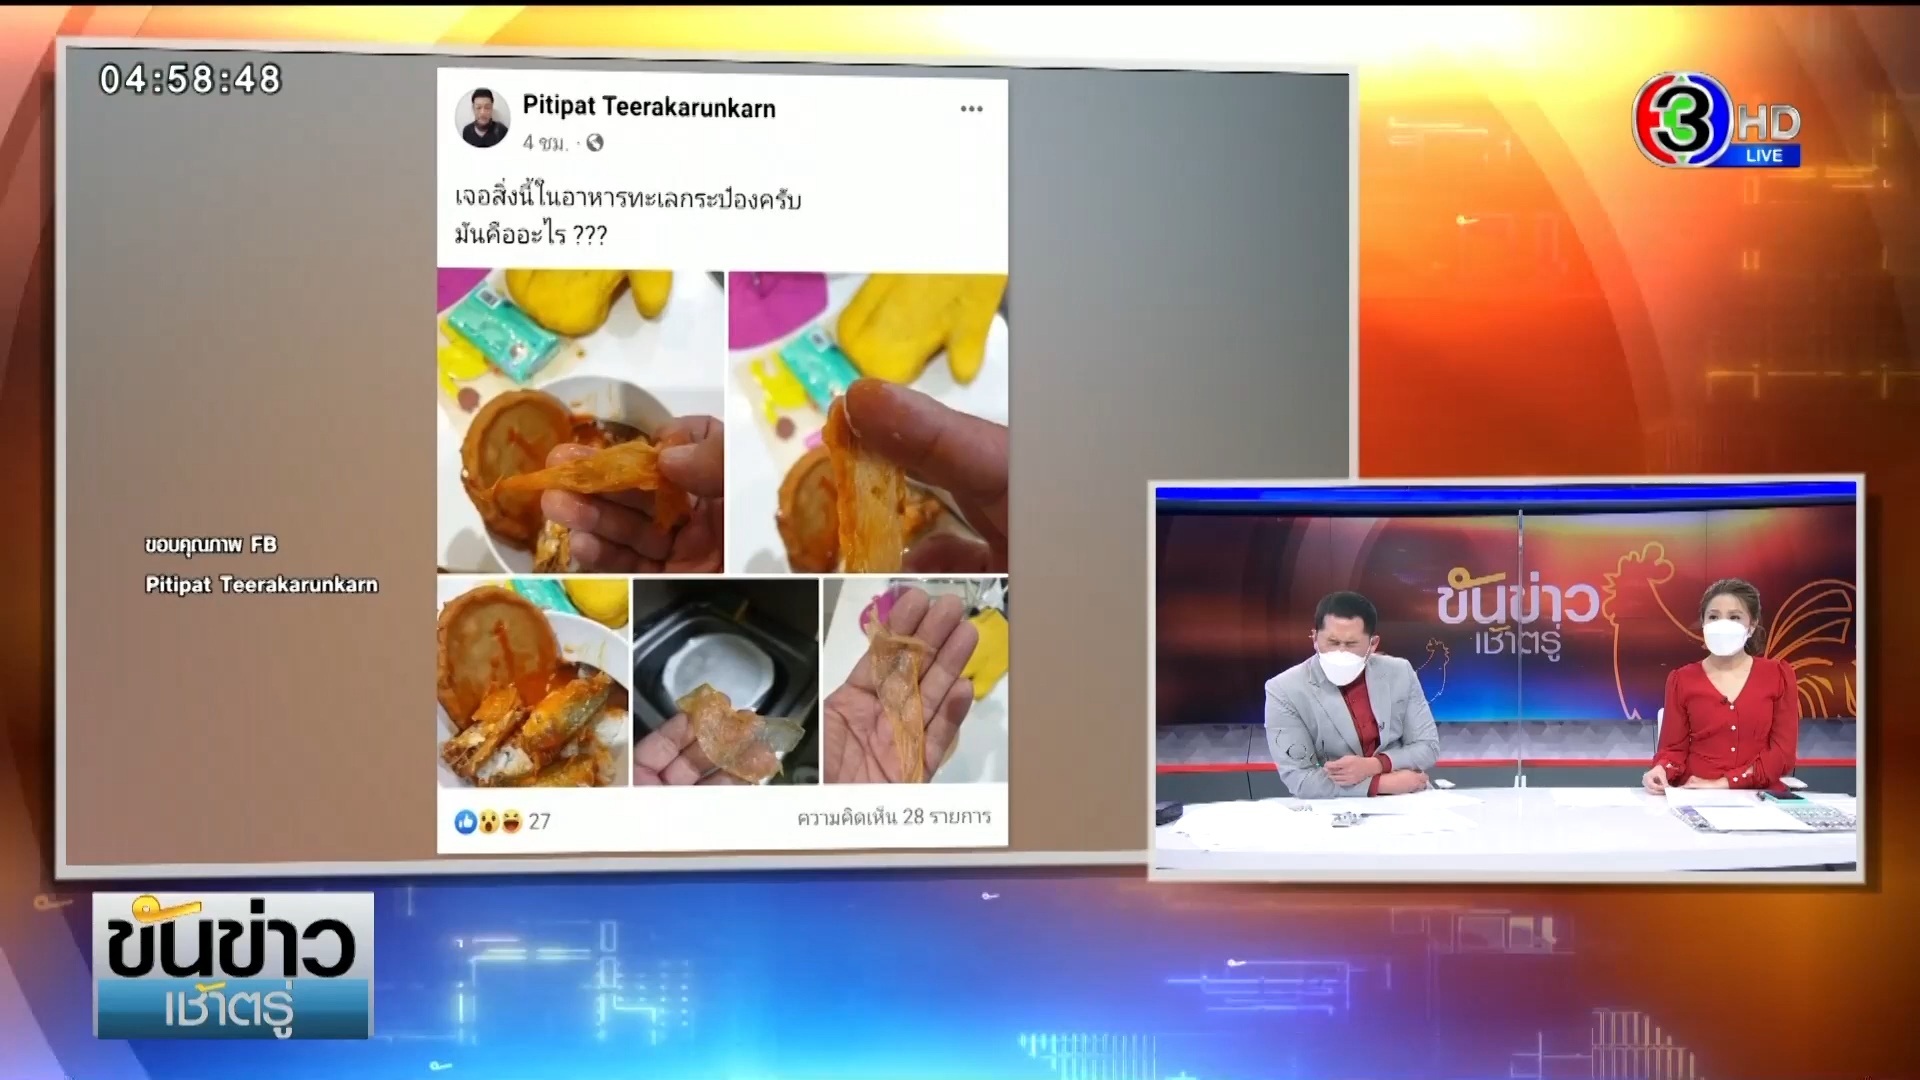 04:58:48
Pitipat Teerakarunkarn
4 ชม.
เจอสิ่งนี้ในอาหารทะเลกระป๋องครับ
มันคืออะไร ???
27
ความคิดเห็น 28 รายการ
ขอบคุณภาพ FB
Pitipat Teerakarunkarn
3 HD
LIVE
ขันข่าว
เช้าตรู่
ขันข่าว
เช้าตรู่